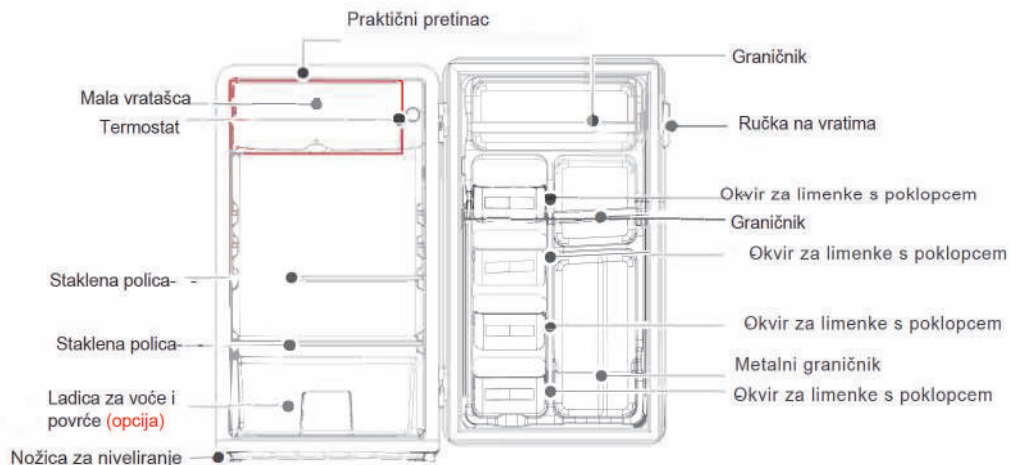 Praktični pretinac
Mala vratašca
Termostat
Staklena polica
Staklena polica
Ladica za voće i
povrće (opcija)
Nožica za niveliranje
Graničnik
Ručka na vratima
Okvir za limenke s poklopcem
Graničnik
Okvir za limenke s poklopcem
Okvir za limenke s poklopcem
Metalni graničnik
Okvir za limenke s poklopcem